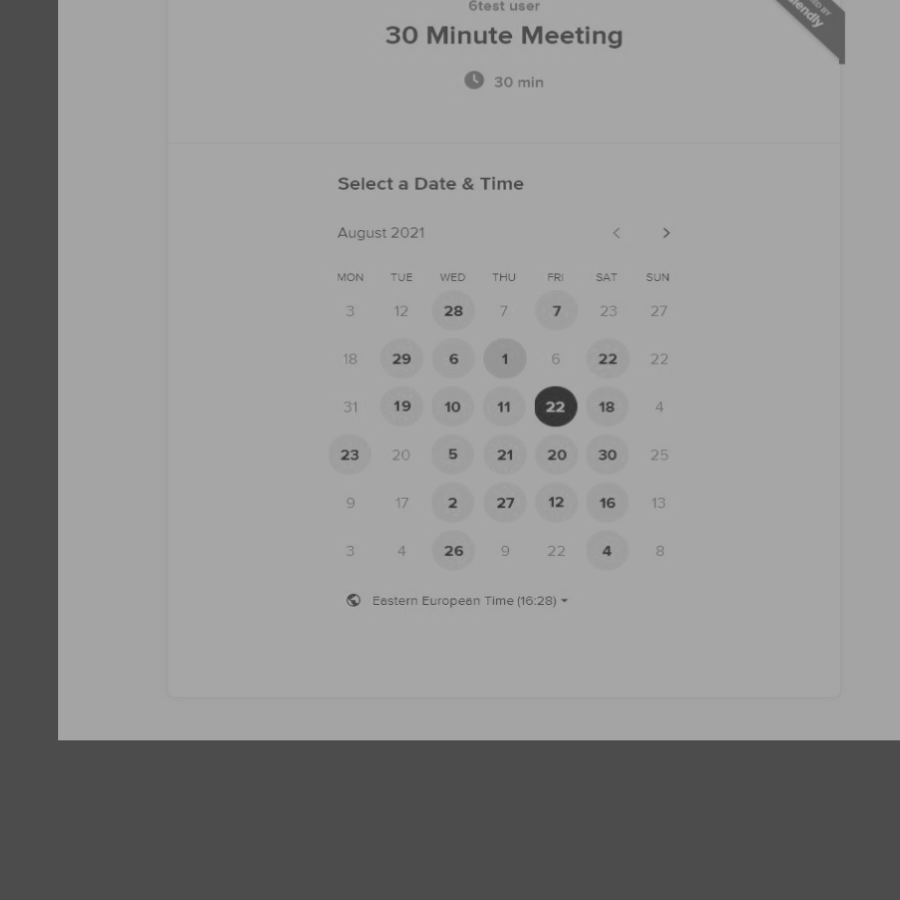 6test user
30 Minute Meeting
30 min
Select a Date & Time
August 2021
MON TUE WED THU FRI SAT SUN
3 12 28 7 7 23 27
18 29 6 1 6 22 22
31 19 10 11 22 18 4
23 20 5 21 20 30 25
9 17 2 27 12 16 13
3 4 26 9 22 4 8
Eastern European Time (16:28)